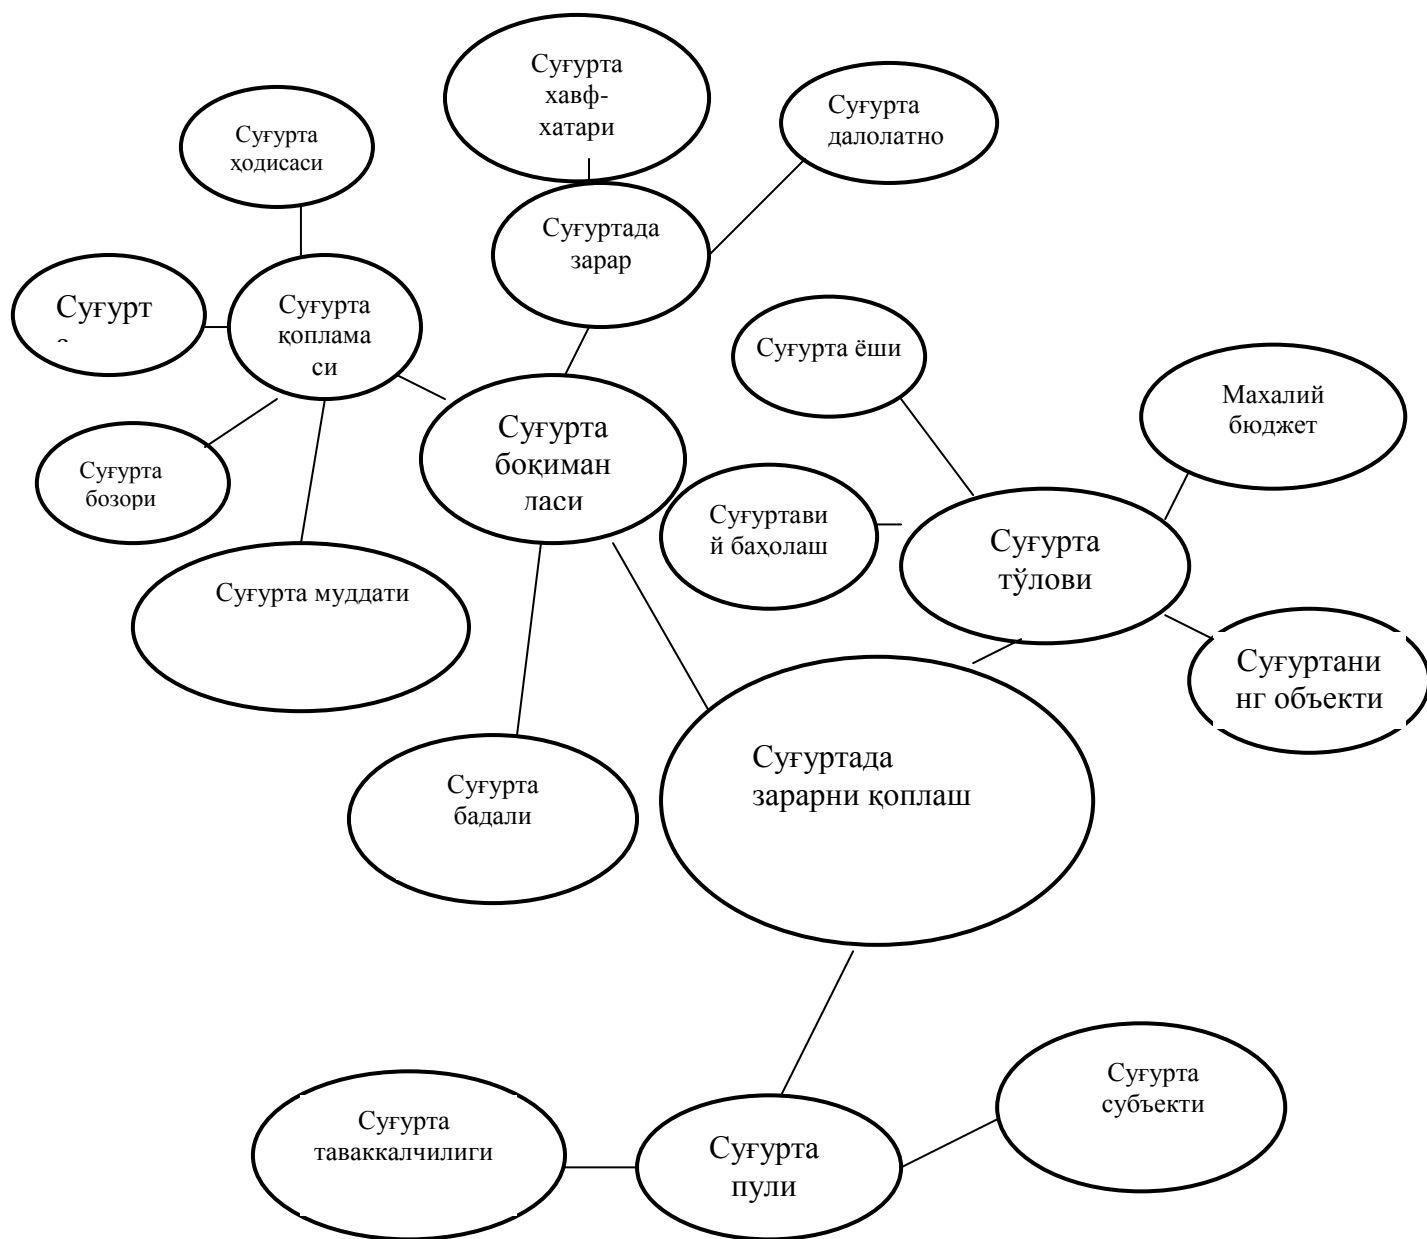 Суғурта
хавф-
хатари
Суғурта
далолатно
Суғурта
ҳодисаси
Суғуртада
зарар
Суғурт
Суғурта
қоплама
си
Суғурта ёши
Махалий
бюджет
Суғурта
боқиман
ласи
Суғурта
бозори
Суғуртави
й баҳолаш
Суғурта
тўлови
Суғурта муддати
Суғуртани
нг объекти
Суғуртада
зарарни қоплаш
Суғурта
бадали
Суғурта
субъекти
Суғурта
таваккалчилиги
Суғурта
пули